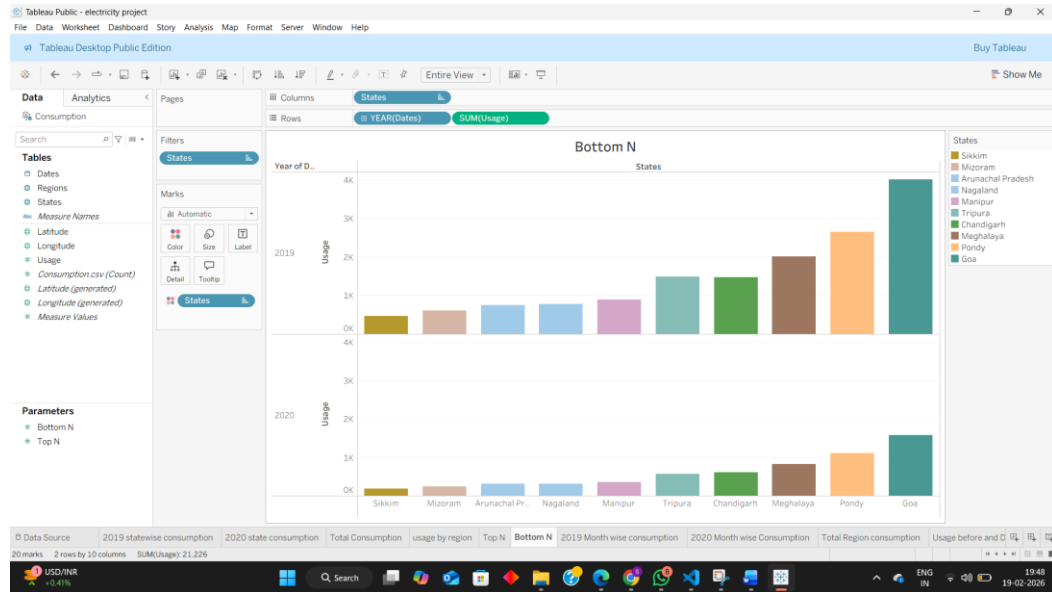 Tableau Public - electricity project
File Data Worksheet Dashboard Story Analysis Map Format Server Window Help
Tableau Desktop Public Edition
Buy Tableau
Entire View
Show Me
Data
Analytics
Consumption
Search
Tables
Dates
Regions
States
Abc Measure Names
Latitude
Longitude
Usage
Consumption.csv (Count)
Latitude (generated)
Longitude (generated)
Measure Values
Parameters
Bottom N
Top N
Pages
Filters
States
Marks
Automatic
Color
Size
Label
Detail
Tooltip
States
Columns
States
Rows
YEAR(Dates)
SUM(Usage)
Bottom N
Year of D..
States
2019
Usage
4K
3K
2K
1K
0K
2020
Usage
4K
3K
2K
1K
0K
Sikkim
Mizoram
Arunachal Pr..
Nagaland
Manipur
Tripura
Chandigarh
Meghalaya
Pondy
Goa
States
Sikkim
Mizoram
Arunachal Pradesh
Nagaland
Manipur
Tripura
Chandigarh
Meghalaya
Pondy
Goa
Data Source
2019 statewise consumption
2020 state consumption
Total Consumption
usage by region
Top N
Bottom N
2019 Month wise consumption
2020 Month wise Consumption
Total Region consumption
Usage before and D
20 marks 2 rows by 10 columns SUM(Usage): 21,226
1
USD/INR
+0.41%
Search
ENG
IN
19:48
19-02-2026